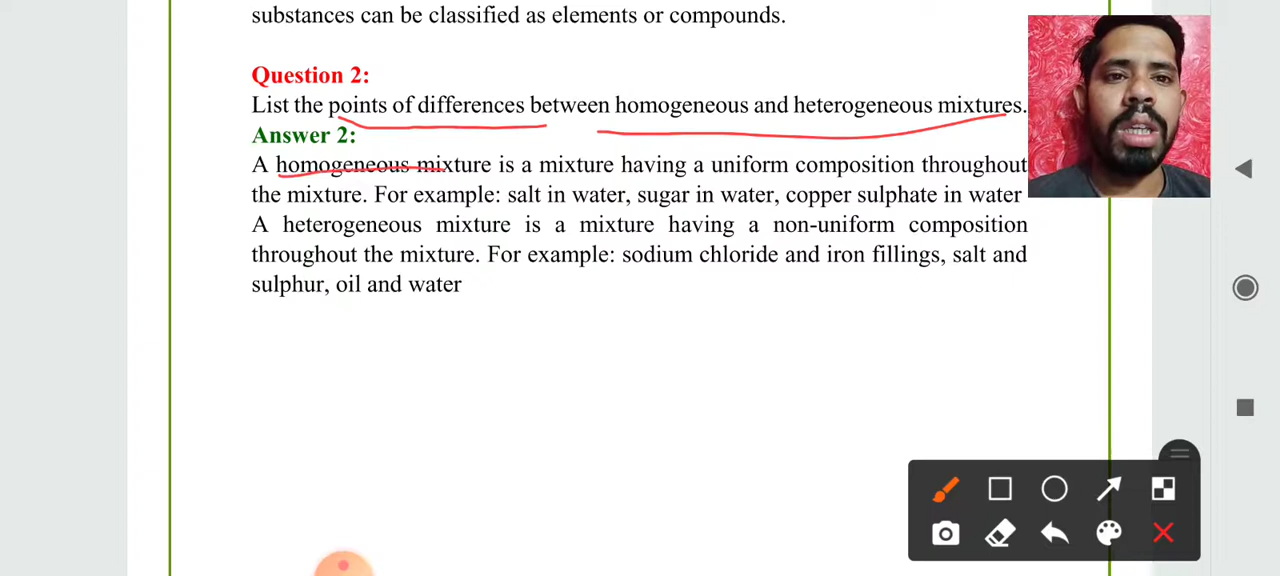 substances can be classified as elements or compounds.
Question 2:
List the points of differences between homogeneous and heterogeneous mixtures.
Answer 2:
A homogeneous mixture is a mixture having a uniform composition throughout
the mixture. For example: salt in water, sugar in water, copper sulphate in water
A heterogeneous mixture is a mixture having a non-uniform composition
throughout the mixture. For example: sodium chloride and iron fillings, salt and
sulphur, oil and water